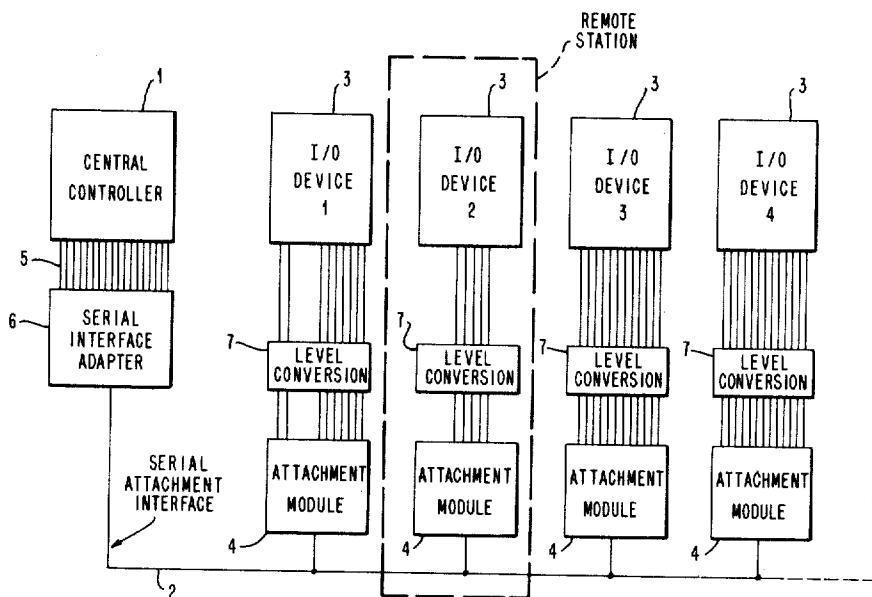 REMOTE
STATION
1
3
3
3
3
CENTRAL
CONTROLLER
I/O
DEVICE
1
I/O
DEVICE
2
I/O
DEVICE
3
I/O
DEVICE
4
5
6
SERIAL
INTERFACE
ADAPTER
7
LEVEL
CONVERSION
7
LEVEL
CONVERSION
7
LEVEL
CONVERSION
7
LEVEL
CONVERSION
SERIAL
ATTACHMENT
INTERFACE
ATTACHMENT
MODULE
ATTACHMENT
MODULE
ATTACHMENT
MODULE
ATTACHMENT
MODULE
4
4
4
4
2